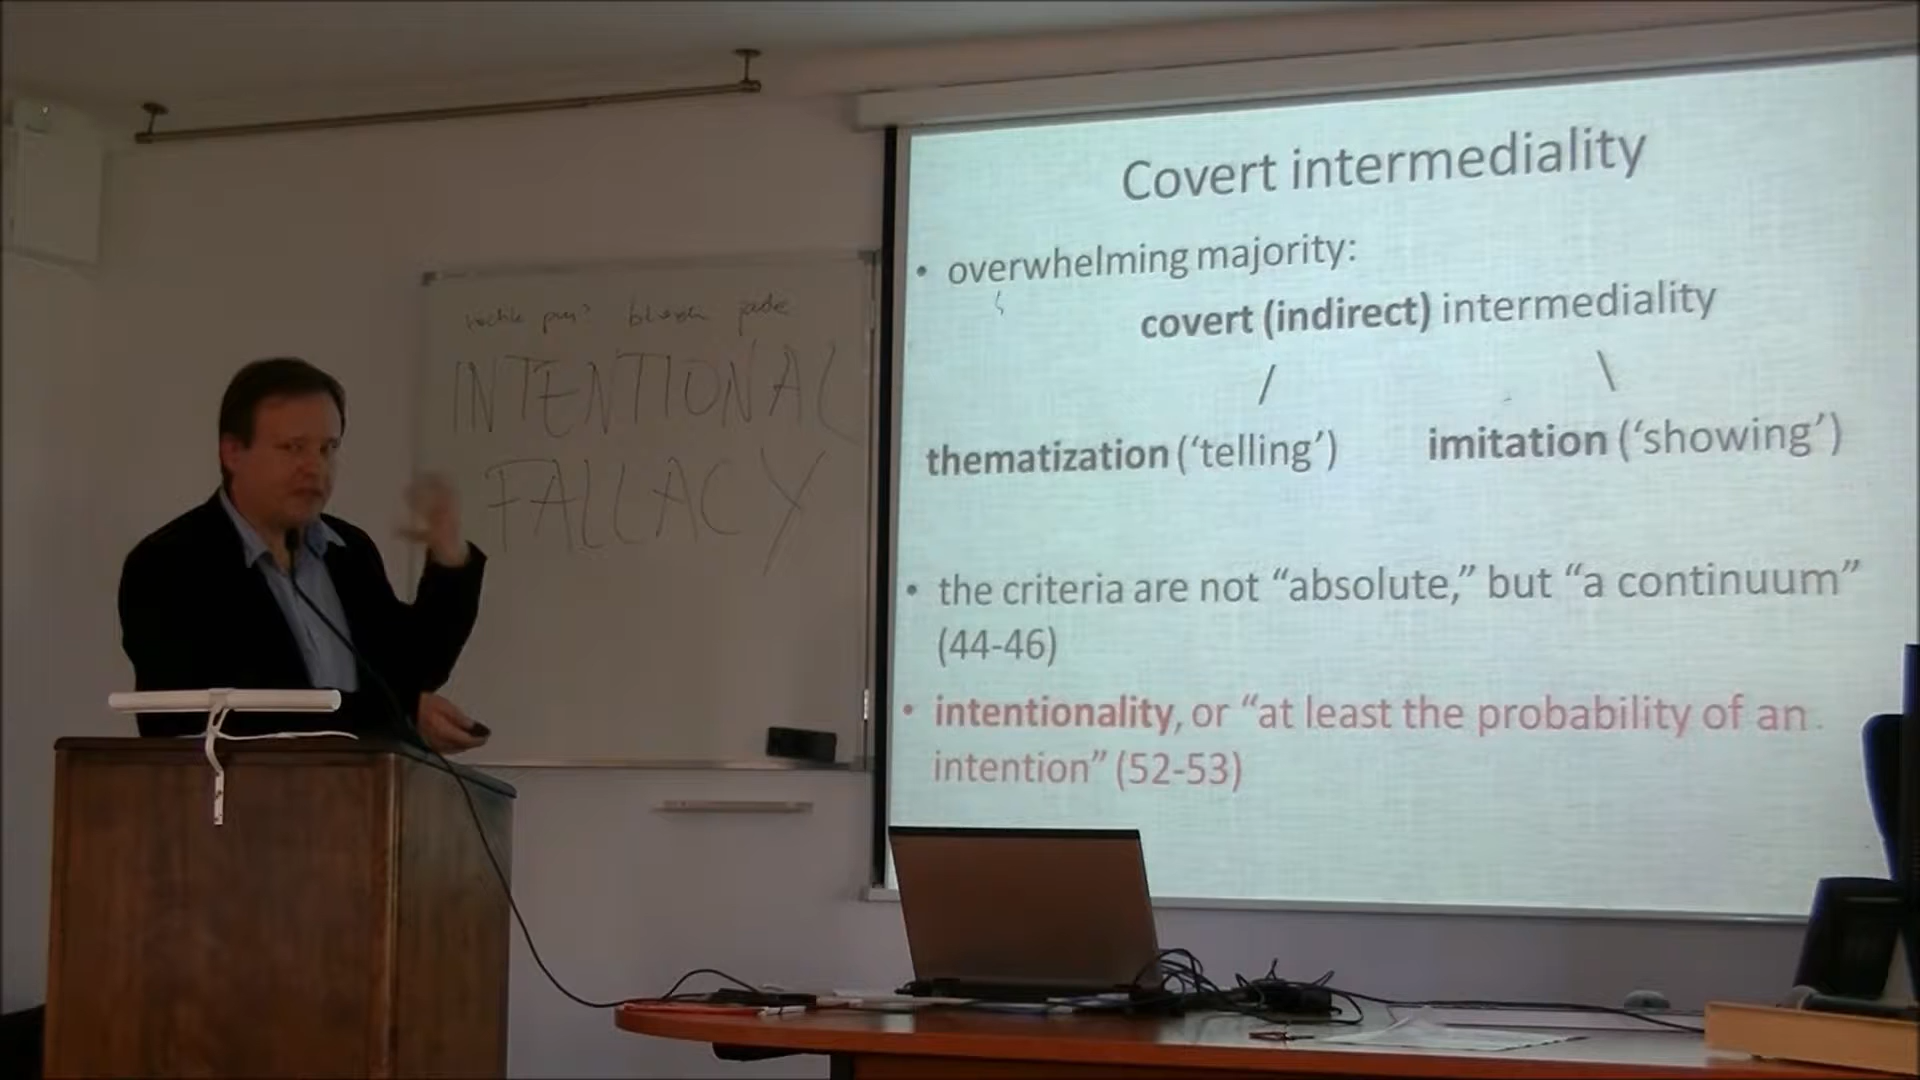 INTENTIONAL
FALLACY
Covert intermediality
• overwhelming majority:
covert (indirect) intermediality
/ \
thematization (‘telling’) imitation (‘showing’)
• the criteria are not “absolute,” but “a continuum”
(44-46)
• intentionality, or “at least the probability of an
intention” (52-53)